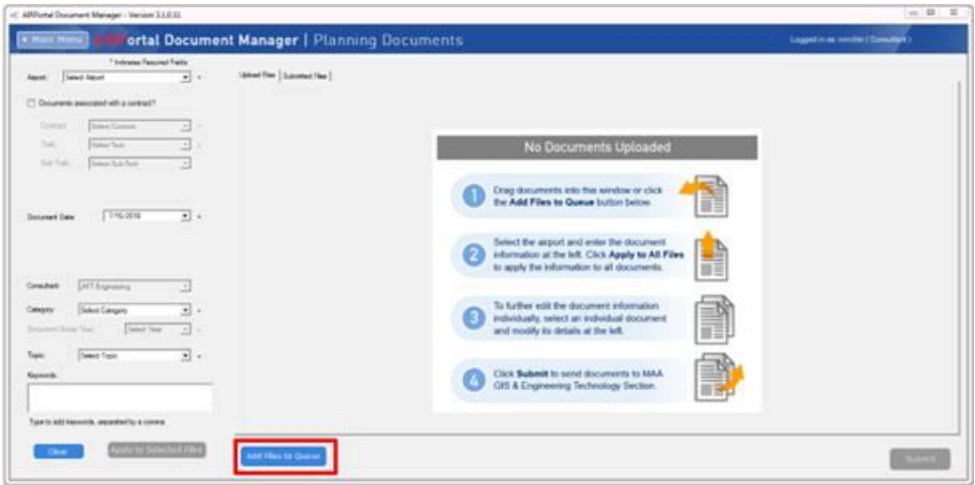 AIRPortal Document Manager - Version 3.1.0.11
◄ Main Menu AIRPortal Document Manager | Planning Documents
* Indicates Required Fields
Airport: Select Airport *
Upload Files Submitted Files
Documents associated with a contract?
Contract: Select Contract *
Task: Select Task *
Sub Task: Select Sub Task
Document Date: *
Consultant:
Category: Select Category *
Document Group Year: Select Year *
Topic: Select Topic *
Keywords:
Type to add keywords, separated by a comma
Clear
Apply to Selected Files
Add Files to Queue
Submit
No Documents Uploaded
1
Drag documents into this window or click
the Add Files to Queue button below.
2
Select the airport and enter the document
information at the left. Click Apply to All Files
to apply the information to all documents.
3
To further edit the document information
individually, select an individual document
and modify its details at the left.
4
Click Submit to send documents to MAA
GIS & Engineering Technology Section.